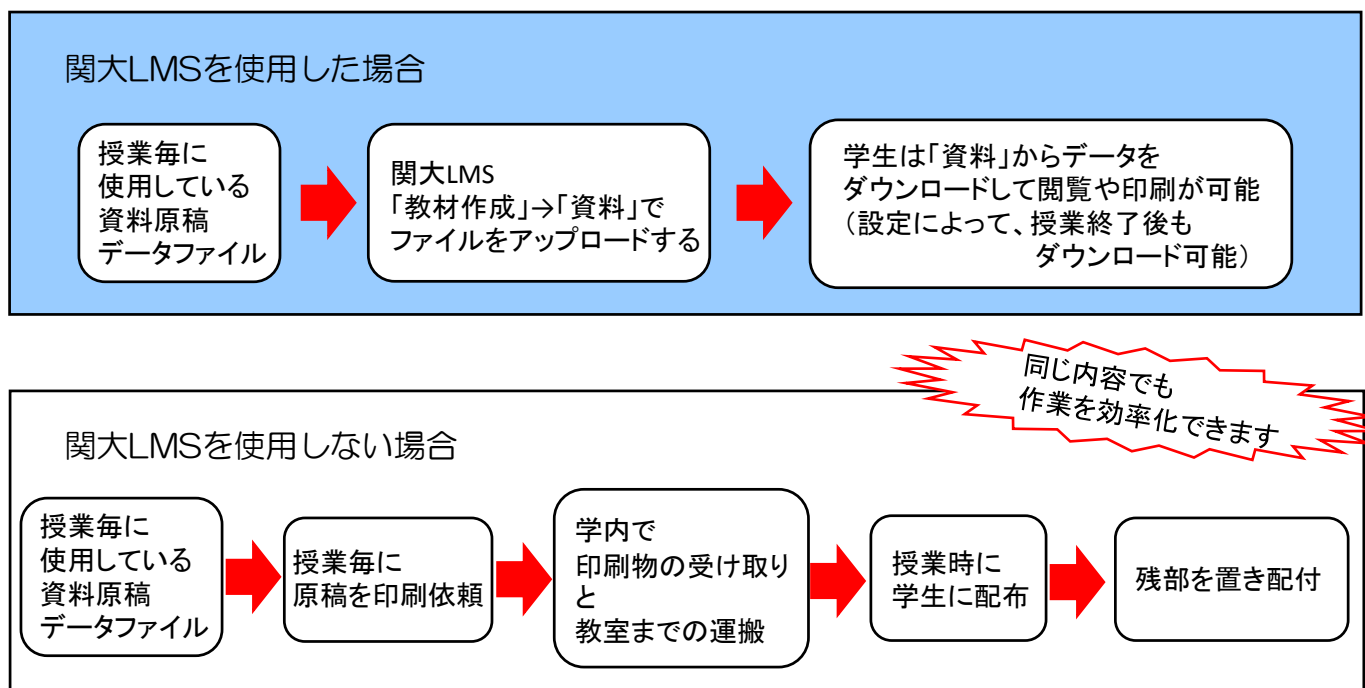 関大LMSを使用した場合
授業毎に
使用している
資料原稿
データファイル
関大LMS
「教材作成」→「資料」で
ファイルをアップロードする
学生は「資料」からデータを
ダウンロードして閲覧や印刷が可能
（設定によって、授業終了後も
ダウンロード可能）
同じ内容でも
作業を効率化できます
関大LMSを使用しない場合
授業毎に
使用している
資料原稿
データファイル
授業毎に
原稿を印刷依頼
学内で
印刷物の受け取り
と
教室までの運搬
授業時に
学生に配布
残部を置き配付